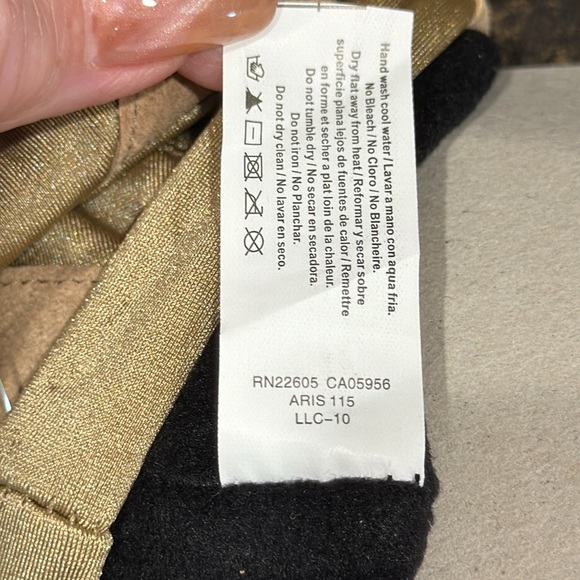 Hand wash cool water/Lavar a mano con aqua fria.
No Bleach/No Cloro/No Blancheire.
Dry flat away from heat/Reformar y secar sobre
superficie plana lejos de fuentes de calor/Remettre
en forme et secher a plat loin de la chaleur.
Do not tumble dry/No secar en secadora.
Do not iron/No Planchar.
Do not dry clean/No lavar en seco.
RN22605 CA05956
ARIS 115
LLC-10